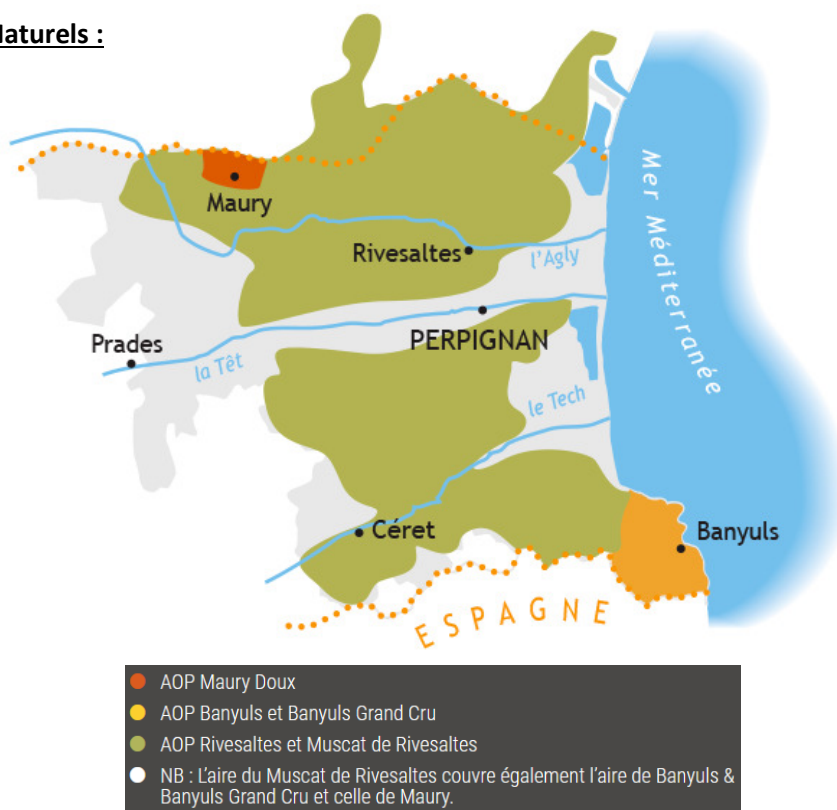 Naturels :
Mer Méditerranée
Maury
Rivesaltes
l'Agly
PERPIGNAN
Prades
la Têt
le Tech
Céret
Banyuls
ESPAGNE
AOP Maury Doux
AOP Banyuls et Banyuls Grand Cru
AOP Rivesaltes et Muscat de Rivesaltes
NB : L'aire du Muscat de Rivesaltes couvre également l'aire de Banyuls &
Banyuls Grand Cru et celle de Maury.